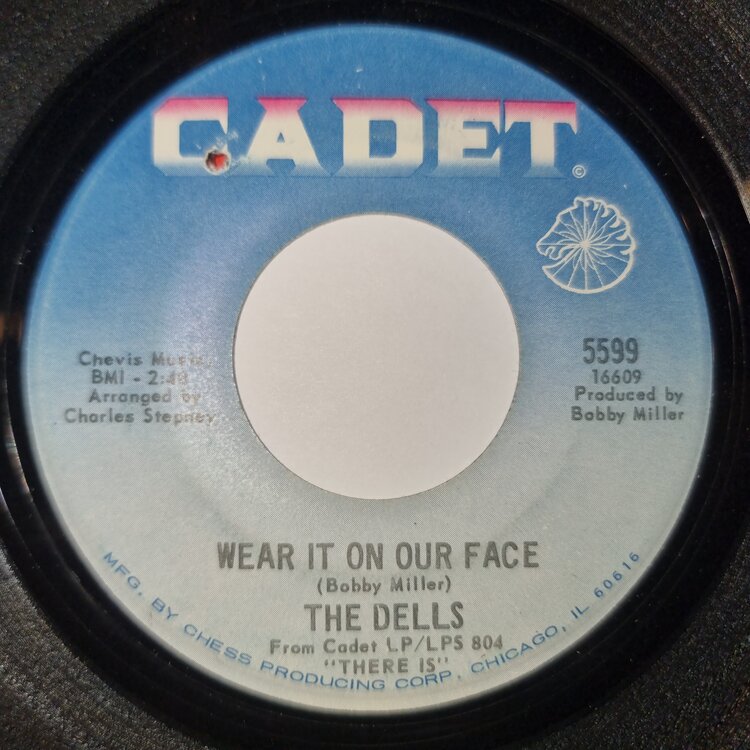 CADET
©
Chevis Music
BMI - 2:48
Arranged by
Charles Stepney
5599
16609
Produced by
Bobby Miller
WEAR IT ON OUR FACE
(Bobby Miller)
THE DELLS
From Cadet LP/LPS 804
"THERE IS"
MFG. BY CHESS PRODUCING CORP., CHICAGO, IL 60616